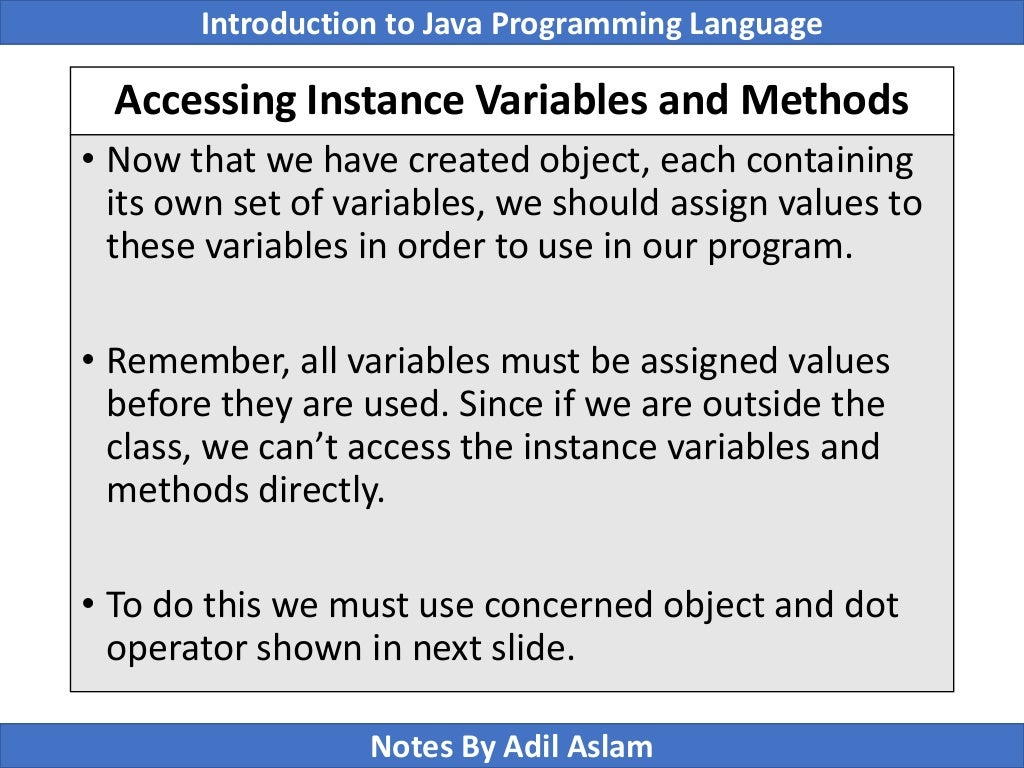 Introduction to Java Programming Language
Accessing Instance Variables and Methods
• Now that we have created object, each containing
its own set of variables, we should assign values to
these variables in order to use in our program.
• Remember, all variables must be assigned values
before they are used. Since if we are outside the
class, we can’t access the instance variables and
methods directly.
• To do this we must use concerned object and dot
operator shown in next slide.
Notes By Adil Aslam